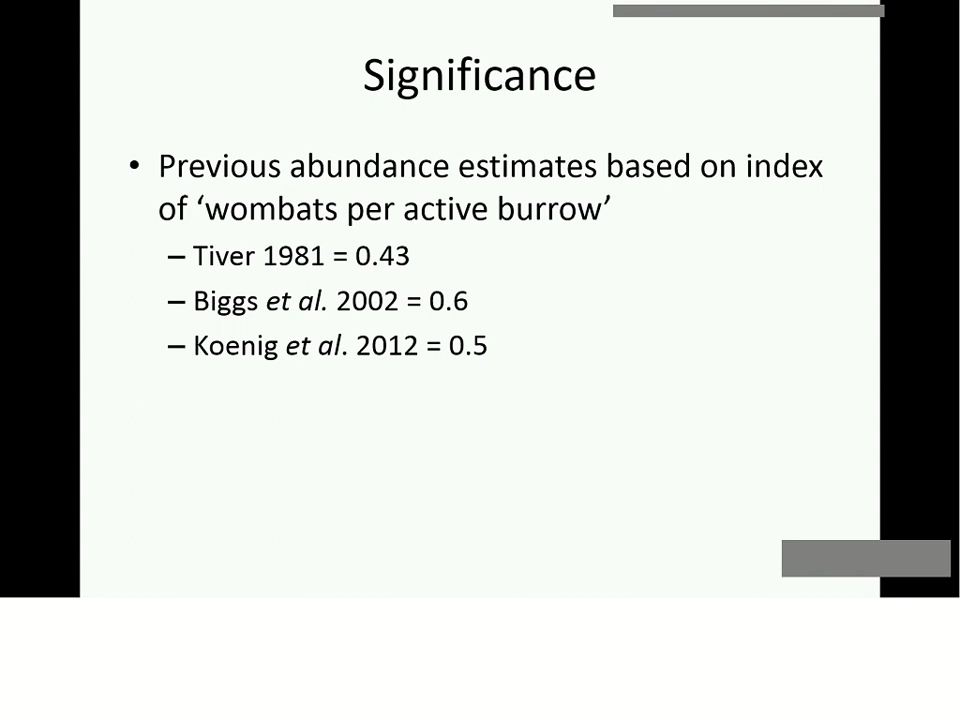 Significance
• Previous abundance estimates based on index
of ‘wombats per active burrow’
– Tiver 1981 = 0.43
– Biggs et al. 2002 = 0.6
– Koenig et al. 2012 = 0.5